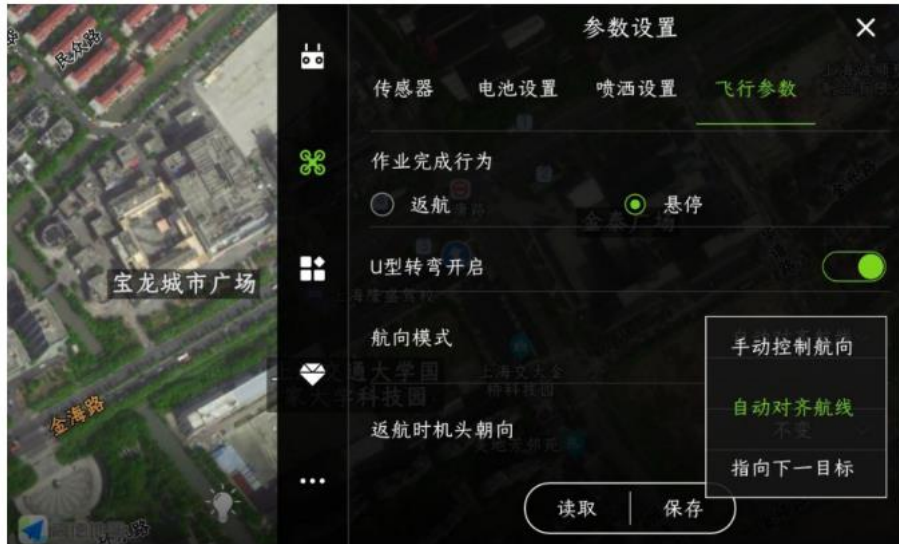 民众路
宝龙城市广场
金海路
参数设置
传感器 电池设置 喷洒设置 飞行参数
作业完成行为
返航 悬停
U型转弯开启
航向模式
手动控制航向
自动对齐航线
指向下一目标
返航时机头朝向
不变
读取 保存